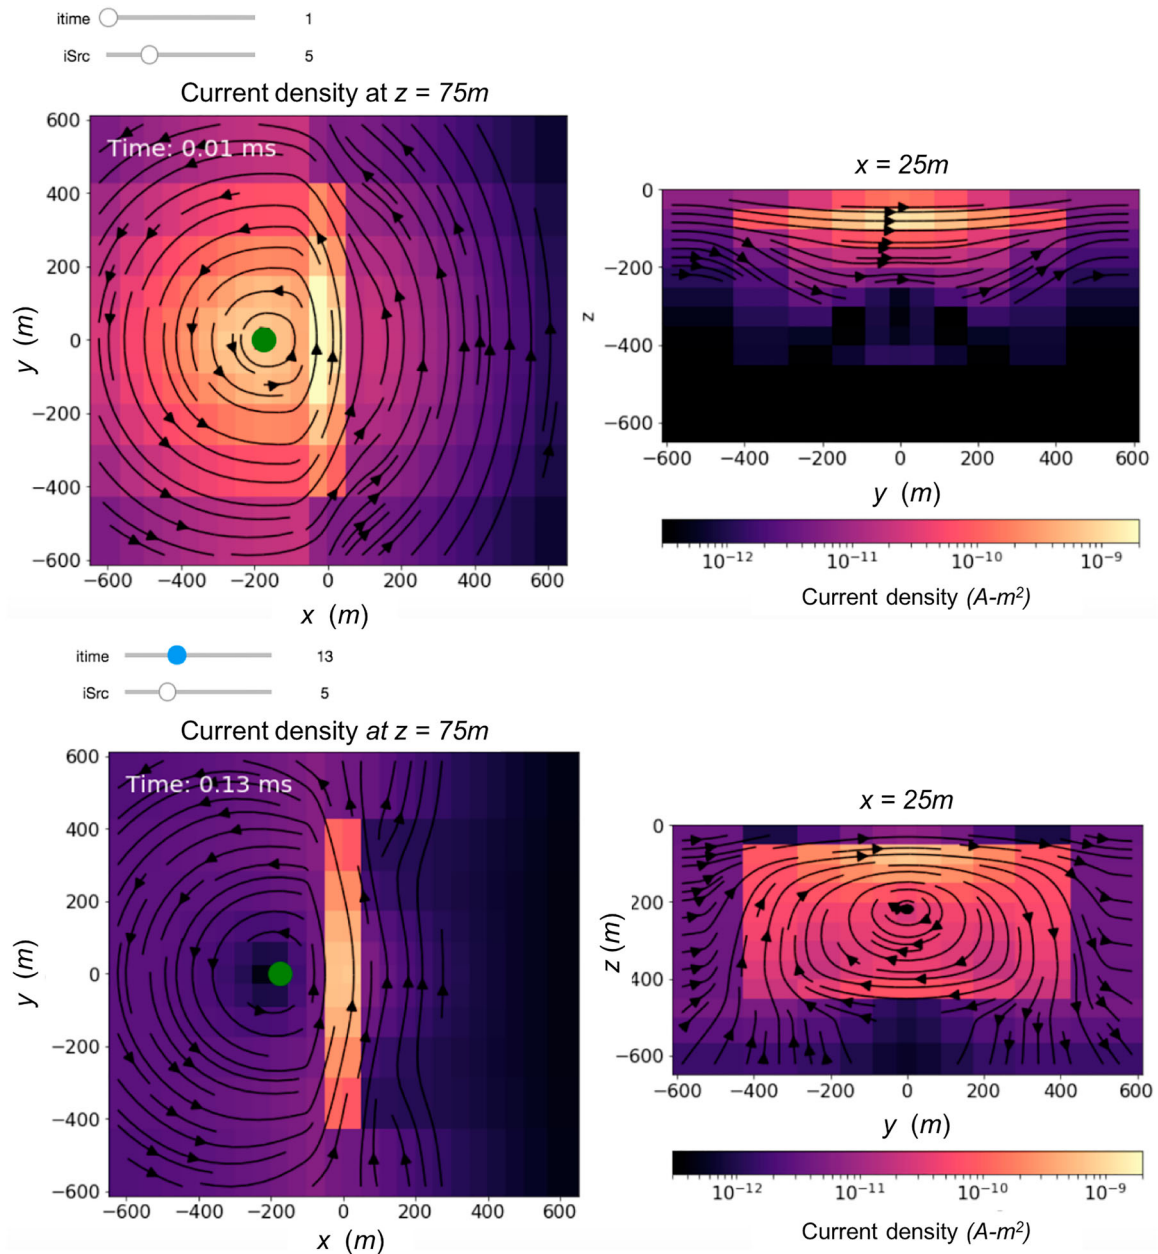 itime 1
iSrc 5
Current density at z = 75m
Time: 0.01 ms
600
400
200
0
−200
−400
−600
y (m)
−600 −400 −200 0 200 400 600
x (m)
x = 25m
0
−200
−400
−600
z
−600 −400 −200 0 200 400 600
y (m)
10⁻¹² 10⁻¹¹ 10⁻¹⁰ 10⁻⁹
Current density (A-m²)
itime 13
iSrc 5
Current density at z = 75m
Time: 0.13 ms
600
400
200
0
−200
−400
−600
y (m)
−600 −400 −200 0 200 400 600
x (m)
x = 25m
0
200
400
−600
z (m)
−600 −400 −200 0 200 400 600
y (m)
10⁻¹² 10⁻¹¹ 10⁻¹⁰ 10⁻⁹
Current density (A-m²)